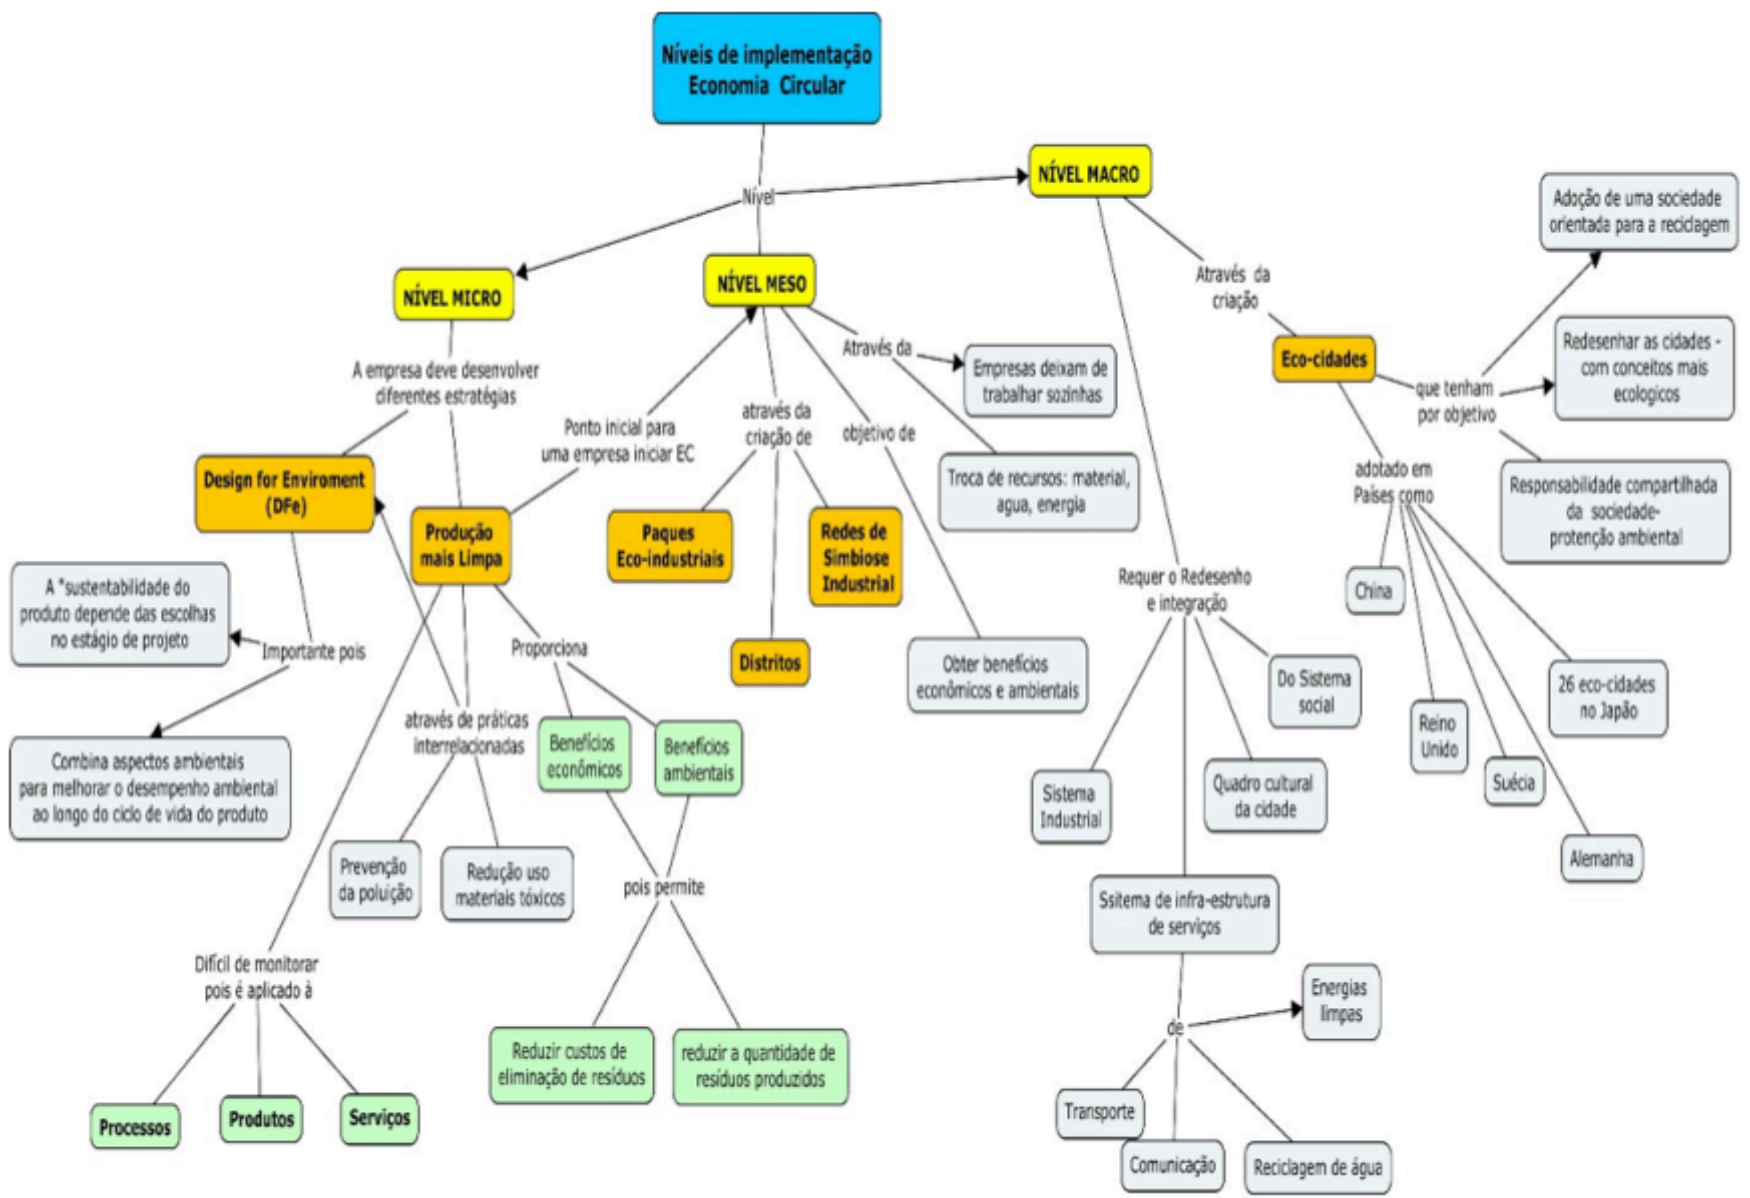 Níveis de implementação
Economia Circular
Nível
NÍVEL MACRO
NÍVEL MICRO
NÍVEL MESO
A empresa deve desenvolver
diferentes estratégias
Design for Enviroment
(DFe)
Produção
mais Limpa
A "sustentabilidade do
produto depende das escolhas
no estágio de projeto
Importante pois
Combina aspectos ambientais
para melhorar o desempenho ambiental
ao longo do ciclo de vida do produto
através de práticas
interrelacionadas
Prevenção
da poluição
Redução uso
materiais tóxicos
Proporciona
Benefícios
econômicos
Benefícios
ambientais
pois permite
Reduzir custos de
eliminação de resíduos
reduzir a quantidade de
resíduos produzidos
Difícil de monitorar
pois é aplicado à
Processos
Produtos
Serviços
Ponto inicial para
uma empresa iniciar EC
através da
criação de
Paques
Eco-industriais
Distritos
Redes de
Simbiose
Industrial
objetivo de
Obter benefícios
econômicos e ambientais
Através da
Empresas deixam de
trabalhar sozinhas
Troca de recursos: material,
agua, energia
Requer o Redesenho
e integração
Sistema
Industrial
Ssitema de infra-estrutura
de serviços
Quadro cultural
da cidade
Do Sistema
social
de
Energias
limpas
Transporte
Comunicação
Reciclagem de água
Através da
criação
Eco-cidades
que tenham
por objetivo
Adoção de uma sociedade
orientada para a reciclagem
Redesenhar as cidades -
com conceitos mais
ecologicos
Responsabilidade compartilhada
da sociedade-
protenção ambiental
adotado em
Países como
China
Reino
Unido
Suécia
Alemanha
26 eco-cidades
no Japão